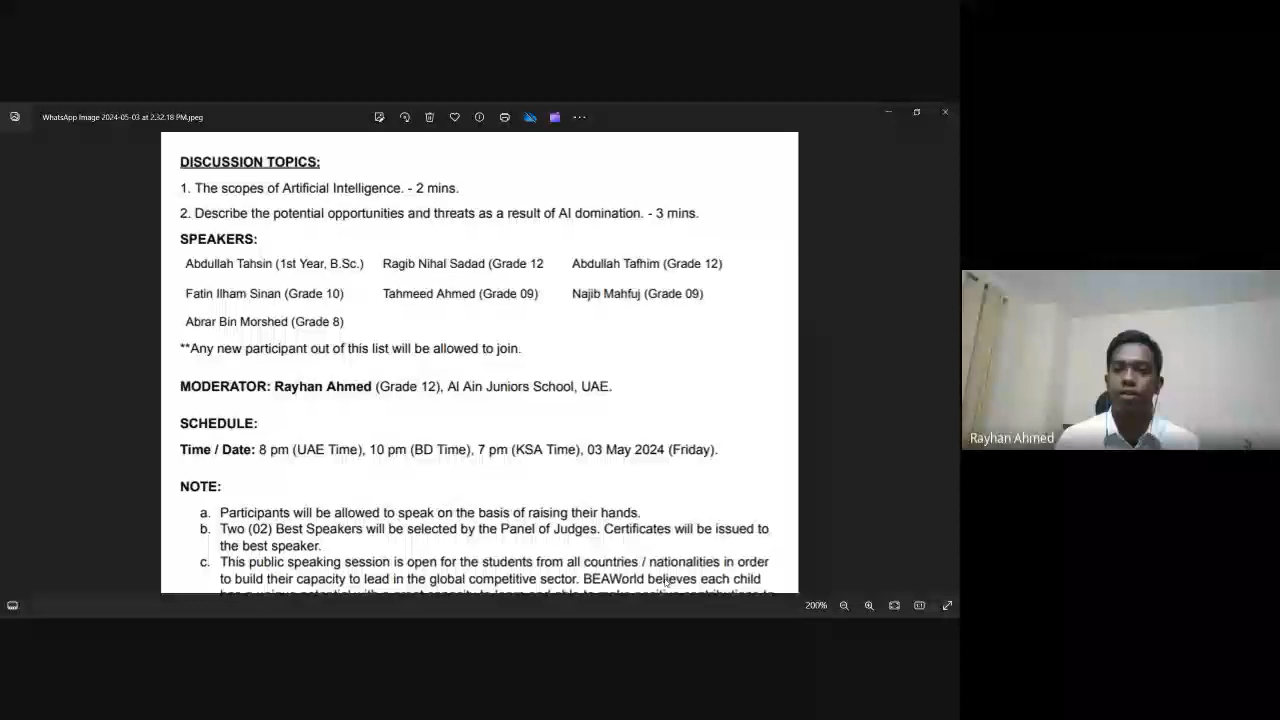 WhatsApp Image 2024-05-03 at 2.32.18 PM.jpeg
DISCUSSION TOPICS:
1. The scopes of Artificial Intelligence. - 2 mins.
2. Describe the potential opportunities and threats as a result of AI domination. - 3 mins.
SPEAKERS:
Abdullah Tahsin (1st Year, B.Sc.) Ragib Nihal Sadad (Grade 12 Abdullah Tafhim (Grade 12)
Fatin Ilham Sinan (Grade 10) Tahmeed Ahmed (Grade 09) Najib Mahfuj (Grade 09)
Abrar Bin Morshed (Grade 8)
**Any new participant out of this list will be allowed to join.
MODERATOR: Rayhan Ahmed (Grade 12), Al Ain Juniors School, UAE.
SCHEDULE:
Time / Date: 8 pm (UAE Time), 10 pm (BD Time), 7 pm (KSA Time), 03 May 2024 (Friday).
NOTE:
a. Participants will be allowed to speak on the basis of raising their hands.
b. Two (02) Best Speakers will be selected by the Panel of Judges. Certificates will be issued to
the best speaker.
c. This public speaking session is open for the students from all countries / nationalities in order
to build their capacity to lead in the global competitive sector. BEAWorld believes each child
200%
Rayhan Ahmed